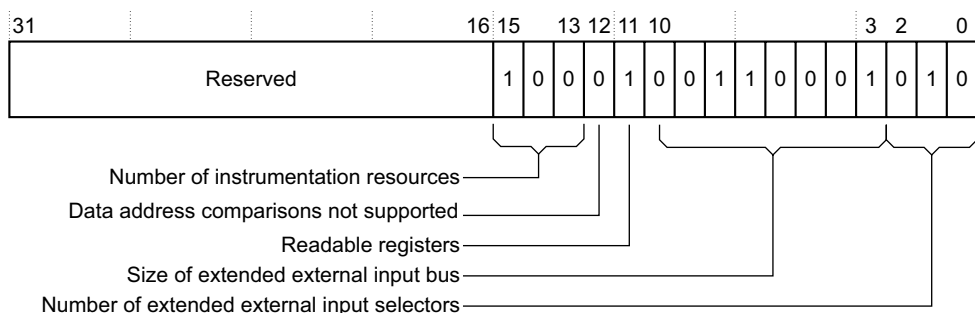 31 16 15 13 12 11 10 3 2 0
Reserved 1 0 0 0 1 0 0 1 1 0 0 0 1 0 1 0
Number of instrumentation resources
Data address comparisons not supported
Readable registers
Size of extended external input bus
Number of extended external input selectors